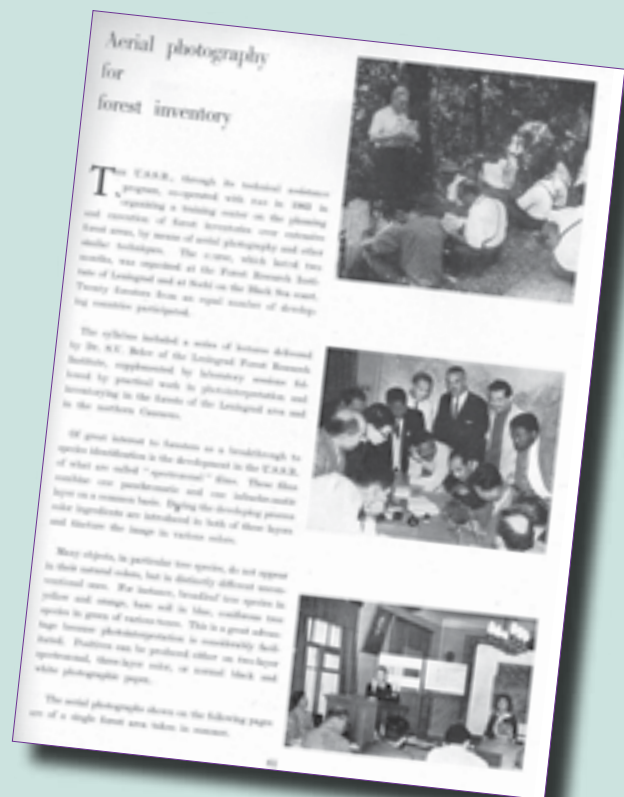 Aerial photography
for
forest inventory
The U.S.S.R., through its technical assistance
program, co-operated with FAO in 1962 in
organizing a training center on the planning
and execution of forest inventories over extensive
forest areas, by means of aerial photography and other
similar techniques. The course, which lasted two
months, was organized at the Forest Research Insti-
tute of Leningrad and at Sochi on the Black Sea coast.
Twenty foresters from an equal number of develop-
ing countries participated.
The syllabus included a series of lectures delivered
by Dr. S.V. Belov of the Leningrad Forest Research
Institute, supplemented by laboratory sessions fol-
lowed by practical work in photointerpretation and
inventorying in the forests of the Leningrad area and
in the northern Caucasus.
Of great interest to foresters as a breakthrough to
species identification is the development in the U.S.S.R.
of what are called "spectrozonal" films. These films
combine one panchromatic and one infrachromatic
layer on a common basis. During the developing process
color ingredients are introduced in both of these layers
and tincture the image in various colors.
Many objects, in particular tree species, do not appear
in their natural colors, but in distinctly different uncon-
ventional ones. For instance, broadleaf tree species in
yellow and orange, bare soil in blue, coniferous tree
species in green of various tones. This is a great advan-
tage because photointerpretation is considerably facil-
itated. Positives can be produced either on two-layer
spectrozonal, three-layer color, or normal black and
white photographic paper.
The aerial photographs shown on the following pages
are of a single forest area taken in summer.